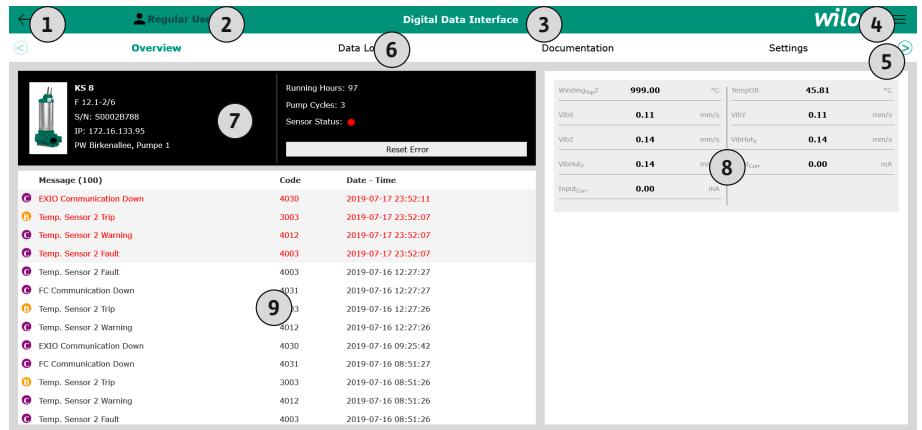 Regular
Digital Data Interface
wilo
1
2
3
4
Overview
Data
Documentation
Settings
5
6
KS 8
F 12.1-2/6
S/N: S0002B788
IP: 172.16.133.95
PW Birkenallee, Pumpe 1
7
Running Hours: 97
Pump Cycles: 3
Sensor Status:
Reset Error
WindingTop2 999.00 °C TempOB 45.81 °C
VibX 0.11 mm/s VibY 0.11 mm/s
VibZ 0.14 mm/s VibHutX 0.14 mm/s
VibHutY 0.14 Curr 0.00 mA
InputCurr 0.00 mA
8
Message (100) Code Date - Time
C EXIO Communication Down 4030 2019-07-17 23:52:11
B Temp. Sensor 2 Trip 3003 2019-07-17 23:52:07
C Temp. Sensor 2 Warning 4012 2019-07-17 23:52:07
C Temp. Sensor 2 Fault 4003 2019-07-17 23:52:07
C Temp. Sensor 2 Fault 4003 2019-07-16 12:27:27
C FC Communication Down 4031 2019-07-16 12:27:27
B Temp. Sensor 2 Trip 2019-07-16 12:27:26
C Temp. Sensor 2 Warning 4012 2019-07-16 12:27:26
C EXIO Communication Down 4030 2019-07-16 09:25:42
C FC Communication Down 4031 2019-07-16 08:51:27
B Temp. Sensor 2 Trip 3003 2019-07-16 08:51:26
C Temp. Sensor 2 Warning 4012 2019-07-16 08:51:26
C Temp. Sensor 2 Fault 4003 2019-07-16 08:51:26
9